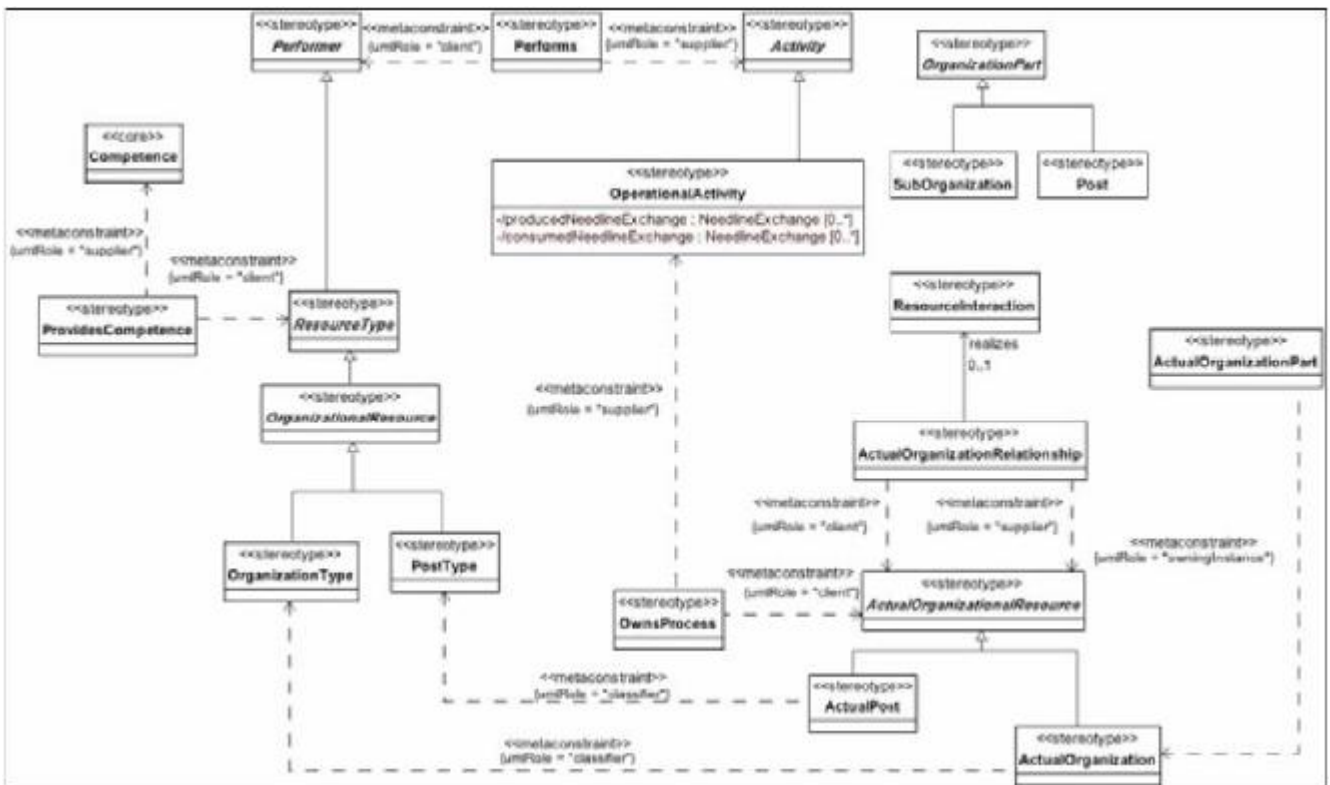 <<stereotype>>
Performer
<<metaconstraint>>
{umlRole = "client"}
<<stereotype>>
Performs
<<metaconstraint>>
{umlRole = "supplier"}
<<stereotype>>
Activity
<<stereotype>>
OrganizationPart
<<core>>
Competence
<<stereotype>>
OperationalActivity
-/producedNeedlineExchange : NeedlineExchange [0..*]
-/consumedNeedlineExchange : NeedlineExchange [0..*]
<<stereotype>>
SubOrganization
<<stereotype>>
Post
<<metaconstraint>>
{umlRole = "supplier"}
<<metaconstraint>>
{umlRole = "client"}
<<stereotype>>
ProvidesCompetence
<<stereotype>>
ResourceType
<<stereotype>>
ResourceInteraction
realizes
0..1
<<stereotype>>
ActualOrganizationPart
<<stereotype>>
OrganizationalResource
<<metaconstraint>>
{umlRole = "supplier"}
<<stereotype>>
ActualOrganizationRelationship
<<metaconstraint>>
{umlRole = "client"}
<<metaconstraint>>
{umlRole = "supplier"}
<<metaconstraint>>
{umlRole = "owningInstance"}
<<stereotype>>
OrganizationType
<<stereotype>>
PostType
<<stereotype>>
OwnsProcess
<<metaconstraint>>
{umlRole = "client"}
<<stereotype>>
ActualOrganizationalResource
<<metaconstraint>>
{umlRole = "classifier"}
<<stereotype>>
ActualPost
<<metaconstraint>>
{umlRole = "classifier"}
<<stereotype>>
ActualOrganization